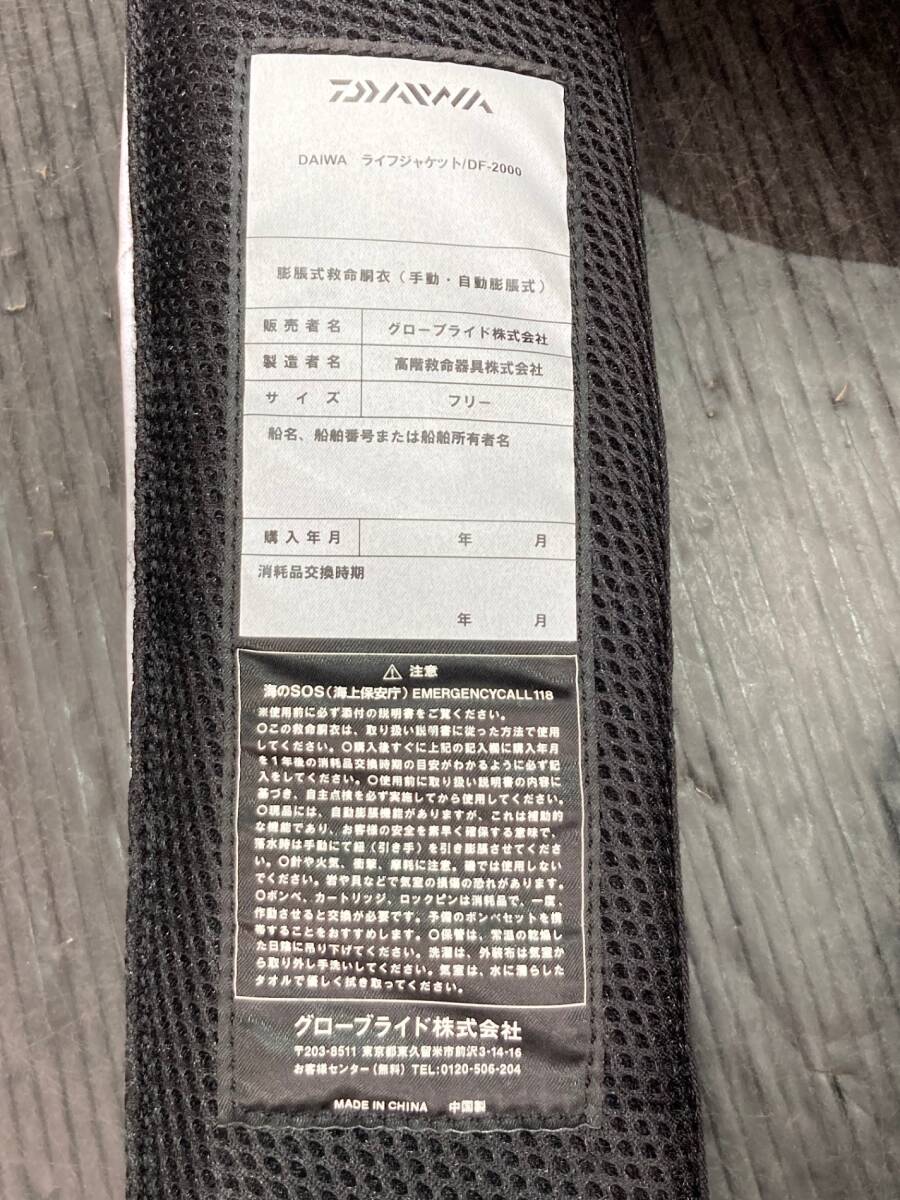 DAIWA
DAIWA ライフジャケット/DF-2000
膨脹式救命胴衣(手動・自動膨脹式)
販売者名 グローブライド株式会社
製造者名 高階救命器具株式会社
サイズ フリー
船名、船舶番号または船舶所有者名
購入年月 年 月
消耗品交換時期
年 月
⚠ 注意
海のSOS(海上保安庁) EMERGENCYCALL118
※使用前に必ず添付の説明書をご覧ください。
○この救命胴衣は、取り扱い説明書に従った方法で使用
してください。○購入後すぐに上記の記入欄に購入年月
を1年後の消耗品交換時期の目安がわかるように必ず記
入をしてください。○使用前に取り扱い説明書の内容に
基づき、自主点検を必ず実施してから使用してください。
○現品には、自動膨脹機能がありますが、これは補助的
な機能であり、お客様の安全を素早く確保する意味で、
落水時は手動にて紐(引き手)を引き膨脹させてくださ
い。○針や火気、衝撃、摩耗に注意。磯では使用しない
でください。岩や貝などで気室の損傷の恐れがあります。
○ボンベ、カートリッジ、ロックピンは消耗品で、一度、
作動させると交換が必要です。予備のボンベセットを携
帯することをおすすめします。○保管は、常温の乾燥し
た日陰に吊り下げてください。洗濯は、外装布は気室か
ら取り外し手洗いしてください。気室は、水に濡らした
タオルで優しく拭き取ってください。
グローブライド株式会社
〒203-8511 東京都東久留米市前沢3-14-16
お客様センター(無料) TEL:0120-506-204
MADE IN CHINA 中国製